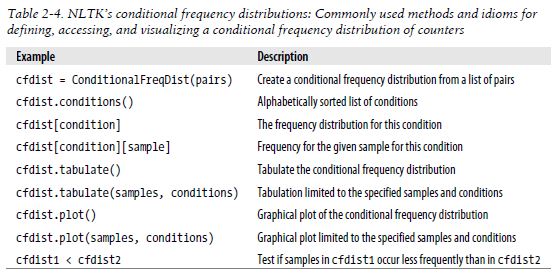 Table 2-4. NLTK's conditional frequency distributions: Commonly used methods and idioms for
defining, accessing, and visualizing a conditional frequency distribution of counters
Example Description
cfdist = ConditionalFreqDist(pairs) Create a conditional frequency distribution from a list of pairs
cfdist.conditions() Alphabetically sorted list of conditions
cfdist[condition] The frequency distribution for this condition
cfdist[condition][sample] Frequency for the given sample for this condition
cfdist.tabulate() Tabulate the conditional frequency distribution
cfdist.tabulate(samples, conditions) Tabulation limited to the specified samples and conditions
cfdist.plot() Graphical plot of the conditional frequency distribution
cfdist.plot(samples, conditions) Graphical plot limited to the specified samples and conditions
cfdist1 < cfdist2 Test if samples in cfdist1 occur less frequently than in cfdist2